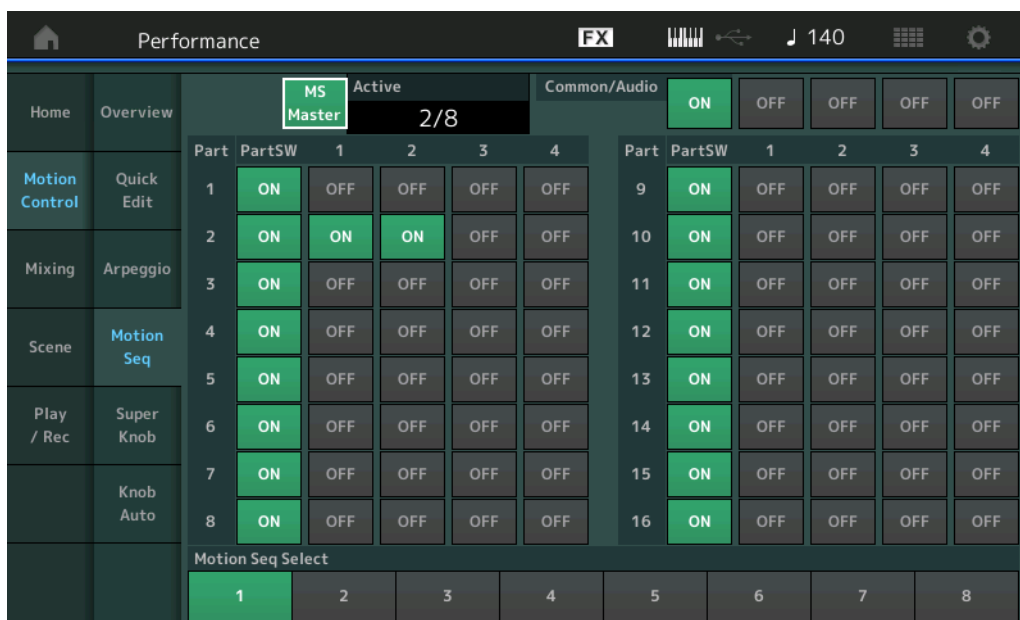 Performance FX 140
MS Master Active 2/8 Common/Audio ON OFF OFF OFF OFF
Home Overview
Part PartSW 1 2 3 4 Part PartSW 1 2 3 4
Motion Control Quick Edit
1 ON OFF OFF OFF OFF 9 ON OFF OFF OFF OFF
2 ON ON ON OFF OFF 10 ON OFF OFF OFF OFF
Mixing Arpeggio
3 ON OFF OFF OFF OFF 11 ON OFF OFF OFF OFF
Scene Motion Seq
4 ON OFF OFF OFF OFF 12 ON OFF OFF OFF OFF
5 ON OFF OFF OFF OFF 13 ON OFF OFF OFF OFF
Play / Rec Super Knob
6 ON OFF OFF OFF OFF 14 ON OFF OFF OFF OFF
7 ON OFF OFF OFF OFF 15 ON OFF OFF OFF OFF
Knob Auto
8 ON OFF OFF OFF OFF 16 ON OFF OFF OFF OFF
Motion Seq Select
1 2 3 4 5 6 7 8